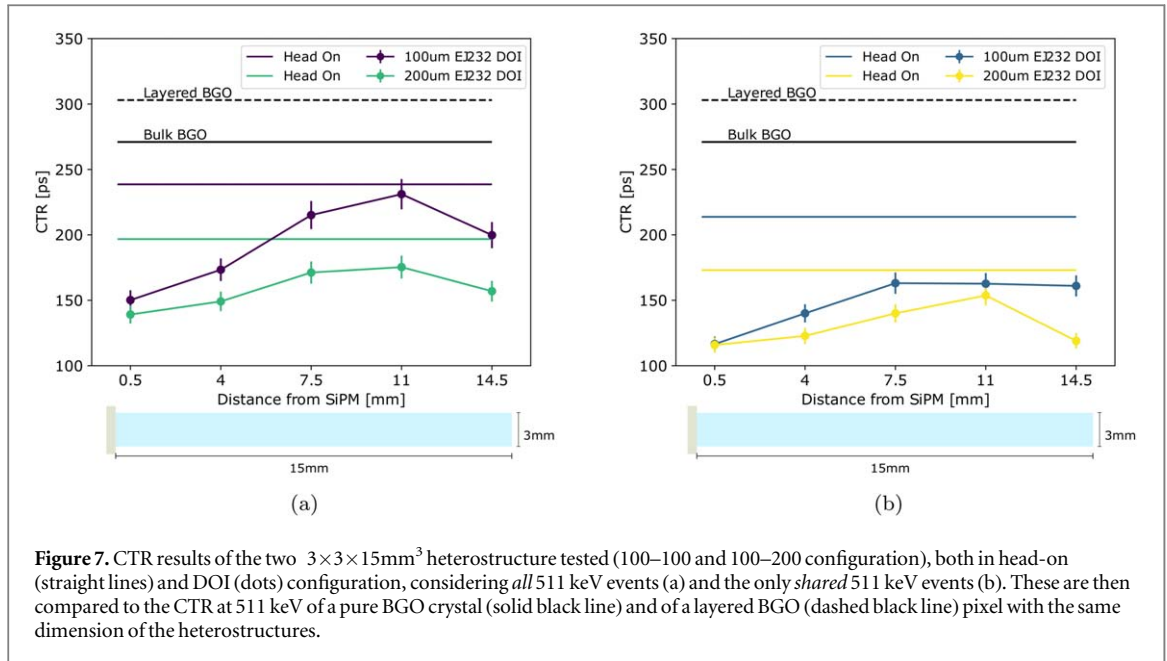 350
300
250
200
150
100
CTR [ps]
Head On
Head On
100um EJ232 DOI
200um EJ232 DOI
Layered BGO
Bulk BGO
0.5 4 7.5 11 14.5
Distance from SiPM [mm]
3mm
15mm
(a)
350
300
250
200
150
100
CTR [ps]
Head On
Head On
100um EJ232 DOI
200um EJ232 DOI
Layered BGO
Bulk BGO
0.5 4 7.5 11 14.5
Distance from SiPM [mm]
3mm
15mm
(b)
Figure 7. CTR results of the two 3×3×15mm³ heterostructure tested (100–100 and 100–200 configuration), both in head-on
(straight lines) and DOI (dots) configuration, considering all 511 keV events (a) and the only shared 511 keV events (b). These are then
compared to the CTR at 511 keV of a pure BGO crystal (solid black line) and of a layered BGO (dashed black line) pixel with the same
dimension of the heterostructures.